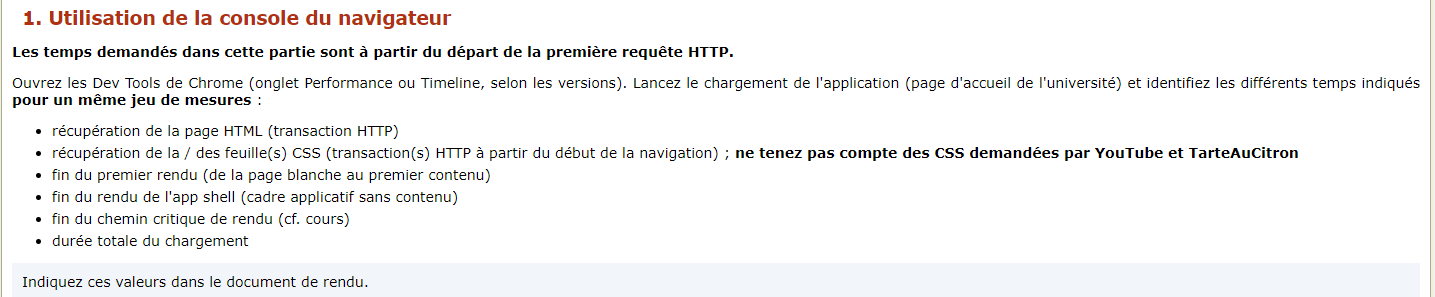 1. Utilisation de la console du navigateur
Les temps demandés dans cette partie sont à partir du départ de la première requête HTTP.
Ouvrez les Dev Tools de Chrome (onglet Performance ou Timeline, selon les versions). Lancez le chargement de l'application (page d'accueil de l'université) et identifiez les différents temps indiqués
pour un même jeu de mesures :
• récupération de la page HTML (transaction HTTP)
• récupération de la / des feuille(s) CSS (transaction(s) HTTP à partir du début de la navigation) ; ne tenez pas compte des CSS demandées par YouTube et TarteAuCitron
• fin du premier rendu (de la page blanche au premier contenu)
• fin du rendu de l'app shell (cadre applicatif sans contenu)
• fin du chemin critique de rendu (cf. cours)
• durée totale du chargement
Indiquez ces valeurs dans le document de rendu.